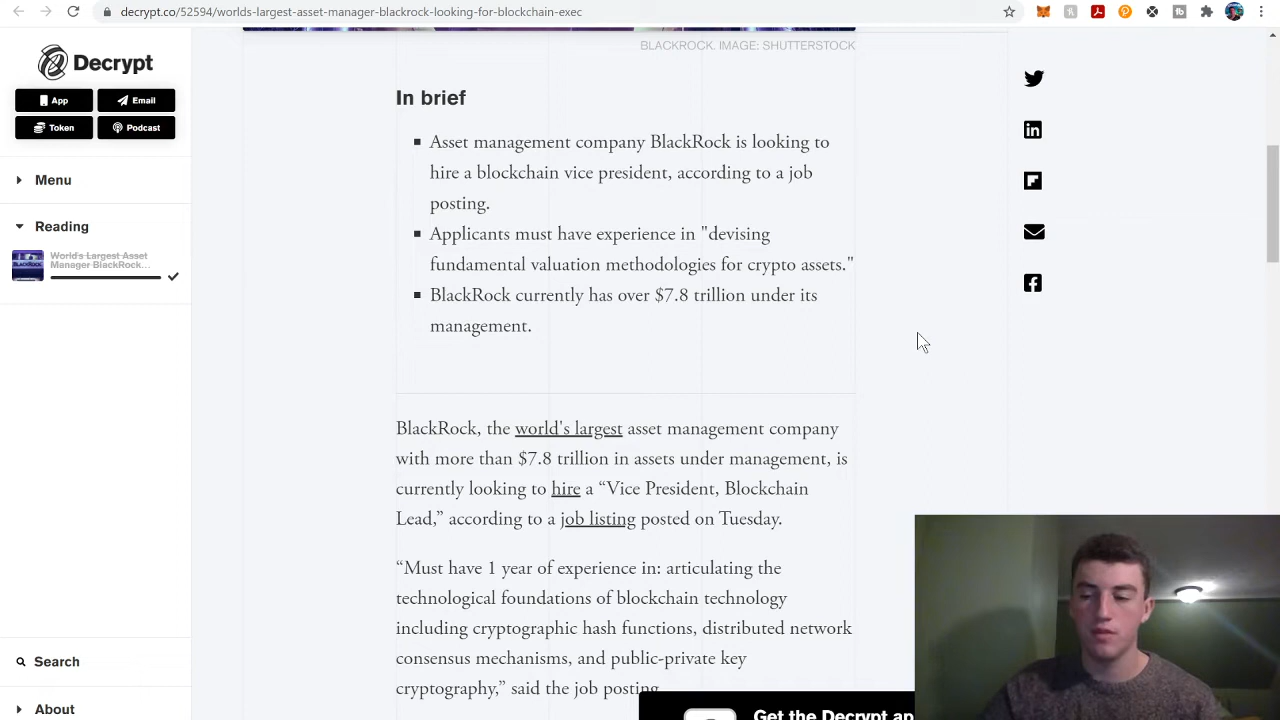 decrypt.co/52594/worlds-largest-asset-manager-blackrock-looking-for-blockchain-exec
BLACKROCK. IMAGE: SHUTTERSTOCK
Decrypt
App
Email
Token
Podcast
Menu
Reading
World's Largest Asset
Manager BlackRock...
Search
About
In brief
Asset management company BlackRock is looking to
hire a blockchain vice president, according to a job
posting.
Applicants must have experience in "devising
fundamental valuation methodologies for crypto assets."
BlackRock currently has over $7.8 trillion under its
management.
BlackRock, the world's largest asset management company
with more than $7.8 trillion in assets under management, is
currently looking to hire a “Vice President, Blockchain
Lead,” according to a job listing posted on Tuesday.
“Must have 1 year of experience in: articulating the
technological foundations of blockchain technology
including cryptographic hash functions, distributed network
consensus mechanisms, and public-private key
cryptography,” said the job posting.
Get the Decrypt ap